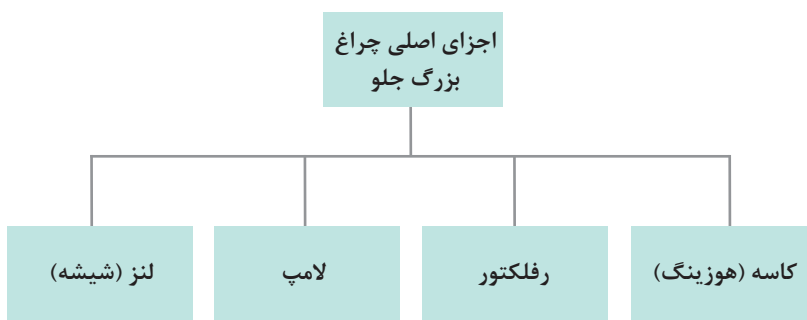 اجزای اصلی چراغ
بزرگ جلو
کاسه (هوزینگ)
رفلکتور
لامپ
لنز (شیشه)